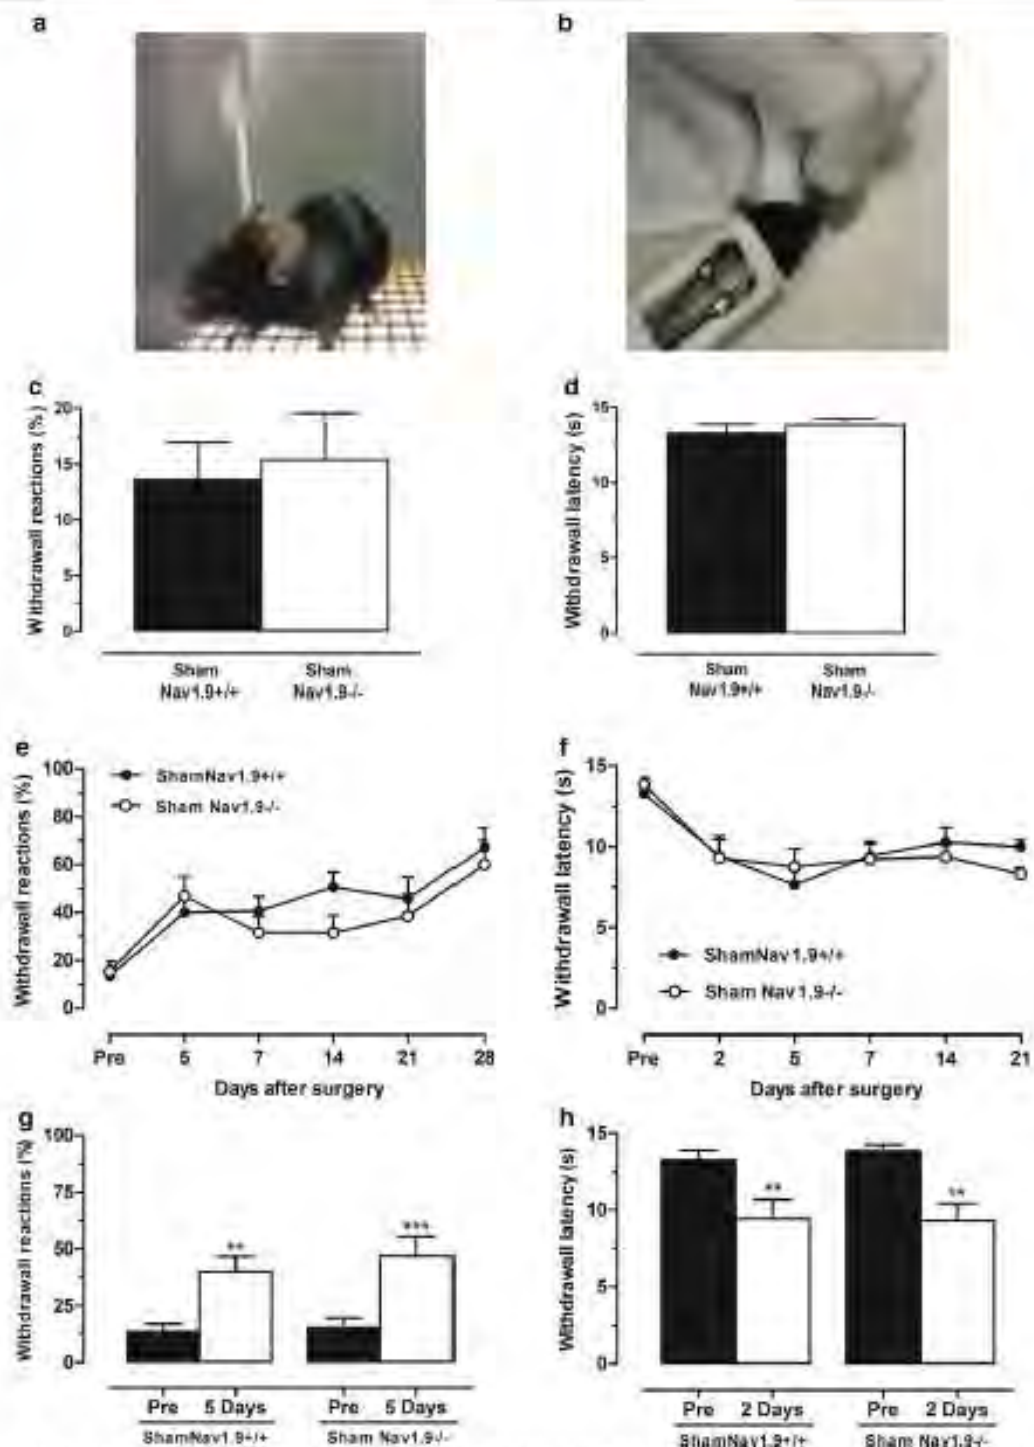 a
b
c
Withdrawall reactions (%)
20
15
10
5
0
Sham
Nav1.9+/+
Sham
Nav1.9-/-
d
Withdrawall latency (s)
15
10
5
0
Sham
Nav1.9+/+
Sham
Nav1.9-/-
e
Withdrawall reactions (%)
100
80
60
40
20
0
ShamNav1.9+/+
Sham Nav1.9-/-
Pre 5 7 14 21 28
Days after surgery
f
Withdrawall latency (s)
15
10
5
0
ShamNav1.9+/+
Sham Nav1.9-/-
Pre 2 5 7 14 21
Days after surgery
g
Withdrawall reactions (%)
100
75
50
25
0
**
***
Pre 5 Days Pre 5 Days
ShamNav1.9+/+ Sham Nav1.9-/-
h
Withdrawall latency (s)
15
10
5
0
**
**
Pre 2 Days Pre 2 Days
ShamNav1.9+/+ Sham Nav1.9-/-